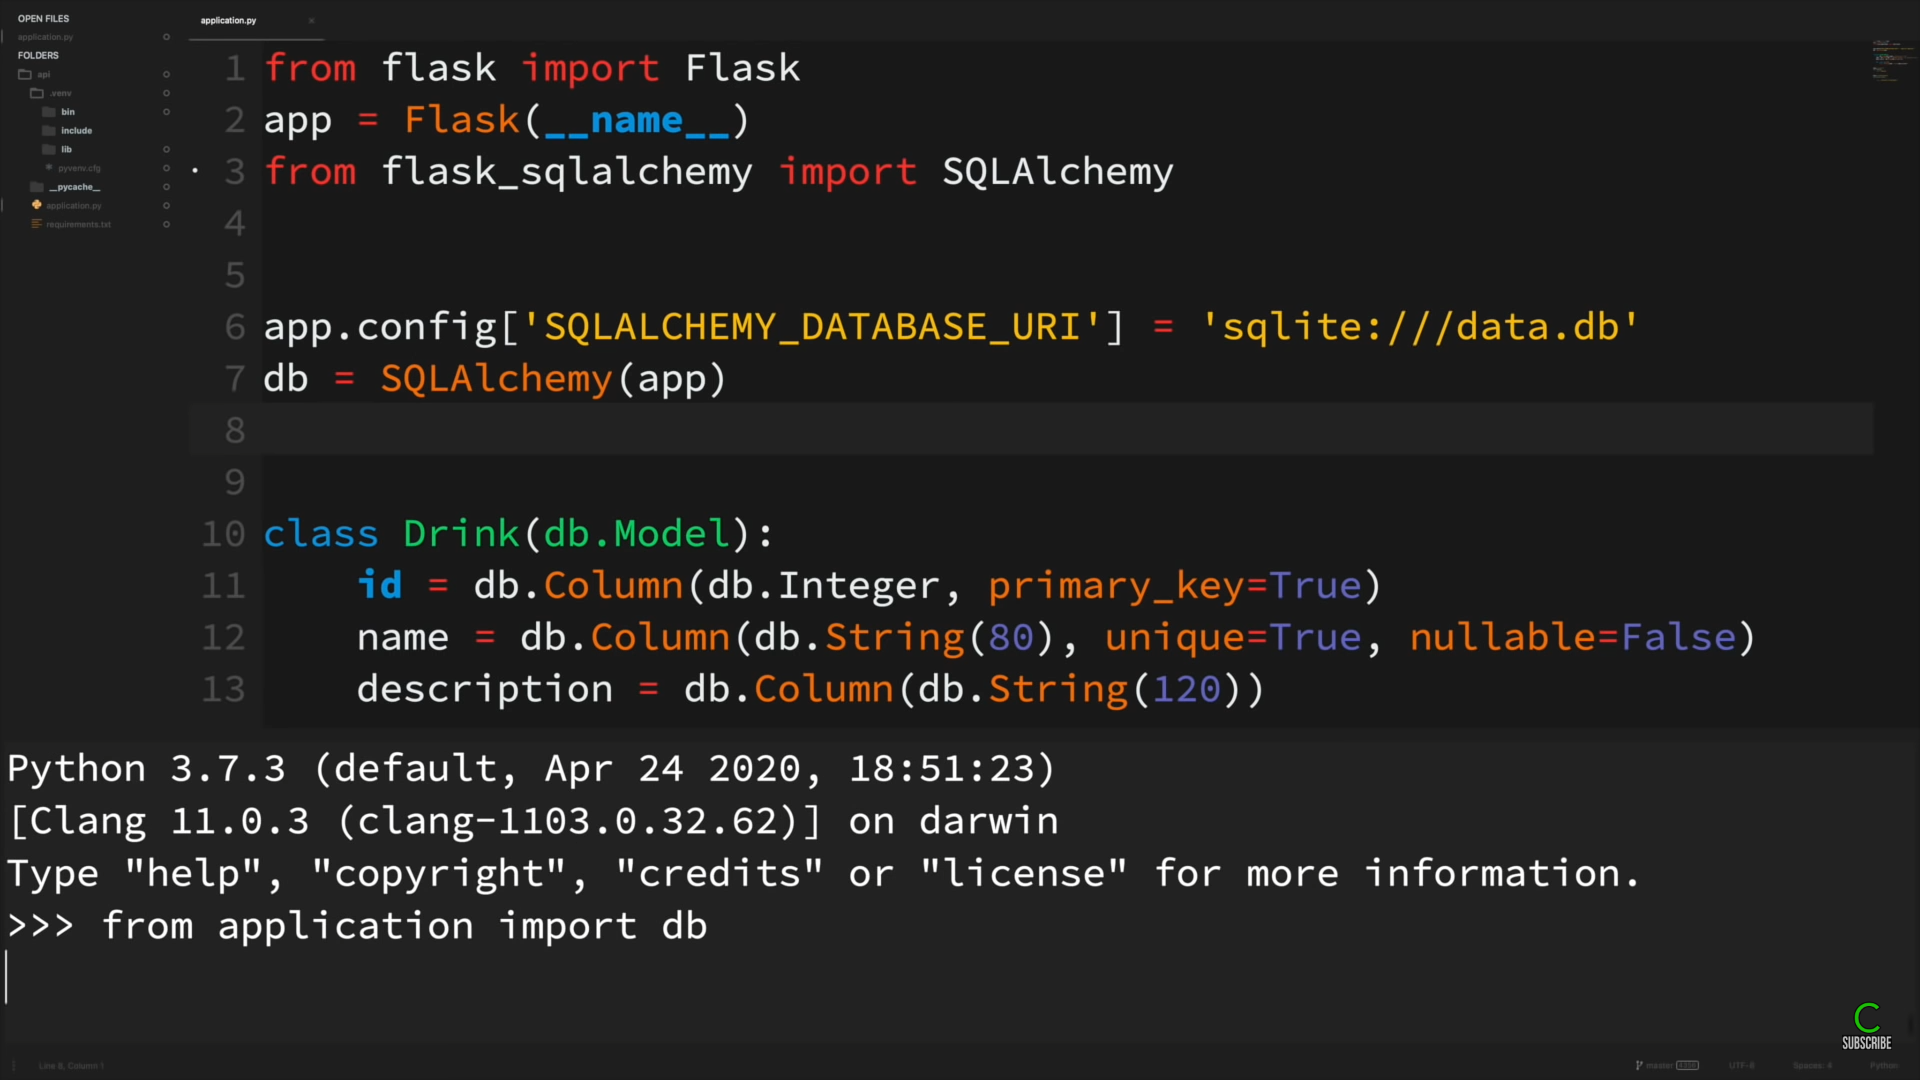 OPEN FILES
application.py
FOLDERS
api
.venv
bin
include
lib
pyvenv.cfg
__pycache__
application.py
requirements.txt
application.py
1 from flask import Flask
2 app = Flask(__name__)
3 from flask_sqlalchemy import SQLAlchemy
4
5
6 app.config['SQLALCHEMY_DATABASE_URI'] = 'sqlite:///data.db'
7 db = SQLAlchemy(app)
8
9
10 class Drink(db.Model):
11 id = db.Column(db.Integer, primary_key=True)
12 name = db.Column(db.String(80), unique=True, nullable=False)
13 description = db.Column(db.String(120))
Python 3.7.3 (default, Apr 24 2020, 18:51:23)
[Clang 11.0.3 (clang-1103.0.32.62)] on darwin
Type "help", "copyright", "credits" or "license" for more information.
>>> from application import db
C
SUBSCRIBE
Line 8, Column 1
master
UTF-8
Spaces: 4
Python